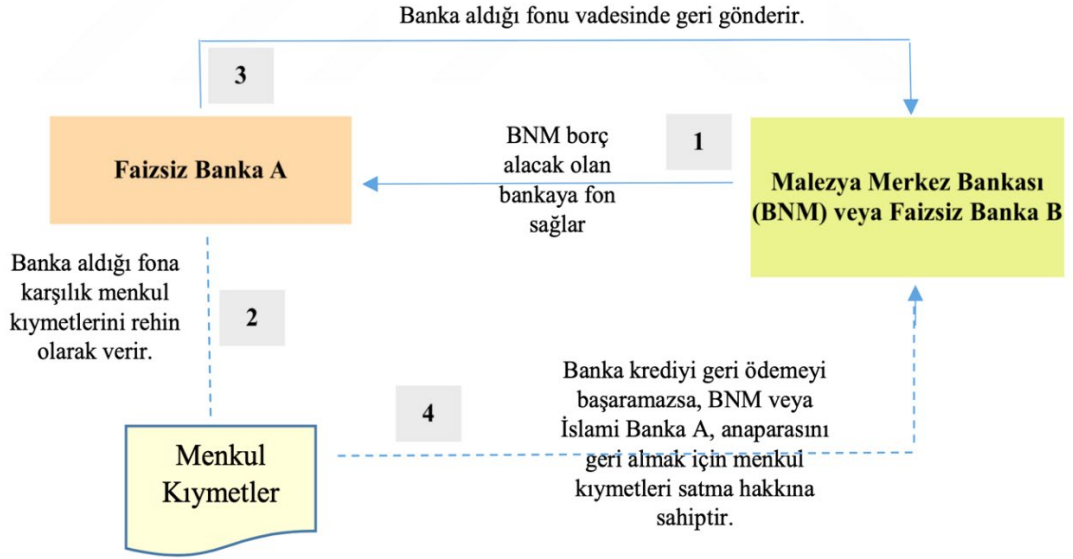 Banka aldığı fonu vadesinde geri gönderir.
3
Faizsiz Banka A
BNM borç
alacak olan
bankaya fon
sağlar
1
Malezya Merkez Bankası
(BNM) veya Faizsiz Banka B
Banka aldığı fona
karşılık menkul
kıymetlerini rehin
olarak verir.
2
Menkul
Kıymetler
4
Banka krediyi geri ödemeyi
başaramazsa, BNM veya
İslami Banka A, anaparasını
geri almak için menkul
kıymetleri satma hakkına
sahiptir.